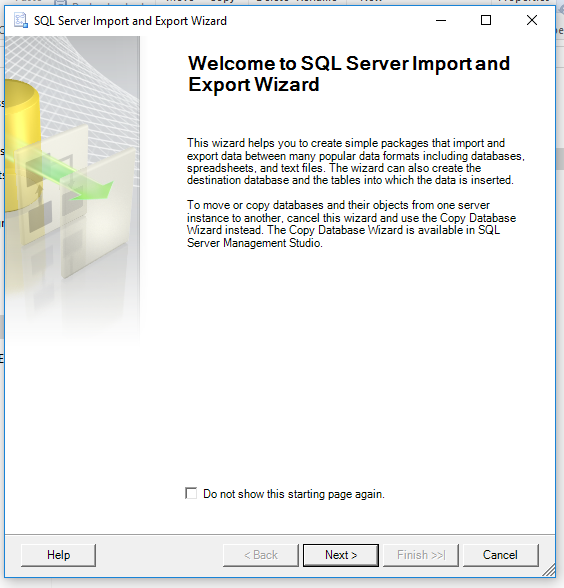 SQL Server Import and Export Wizard
Welcome to SQL Server Import and
Export Wizard
This wizard helps you to create simple packages that import and
export data between many popular data formats including databases,
spreadsheets, and text files. The wizard can also create the
destination database and the tables into which the data is inserted.
To move or copy databases and their objects from one server
instance to another, cancel this wizard and use the Copy Database
Wizard instead. The Copy Database Wizard is available in SQL
Server Management Studio.
Do not show this starting page again.
Help
< Back
Next >
Finish >>|
Cancel